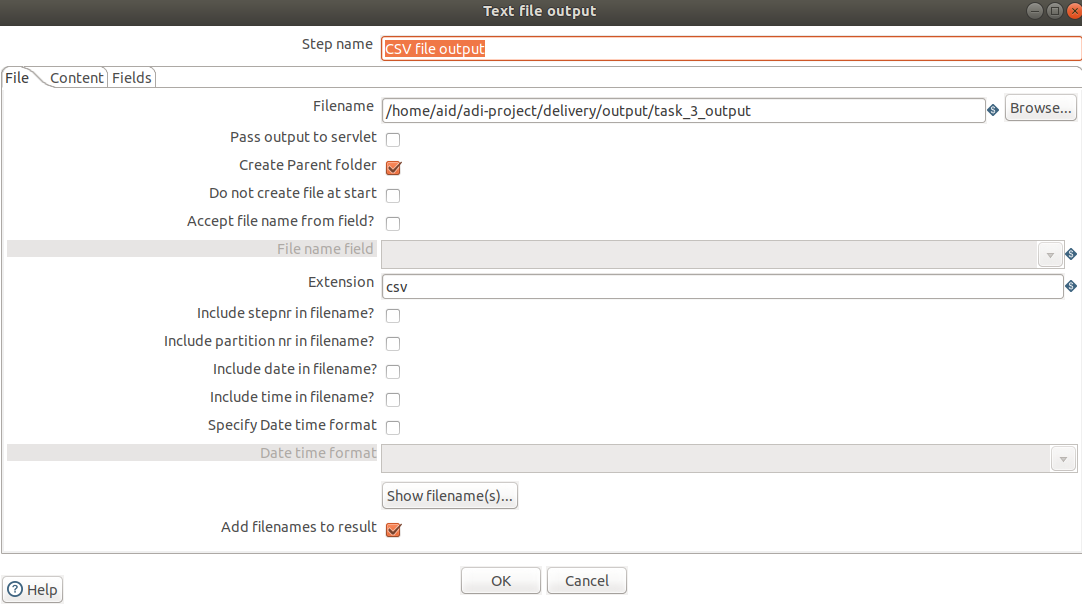 Text file output
Step name CSV file output
File Content Fields
Filename /home/aid/adi-project/delivery/output/task_3_output Browse...
Pass output to servlet
Create Parent folder
Do not create file at start
Accept file name from field?
File name field
Extension csv
Include stepnr in filename?
Include partition nr in filename?
Include date in filename?
Include time in filename?
Specify Date time format
Date time format
Show filename(s)...
Add filenames to result
OK Cancel
Help